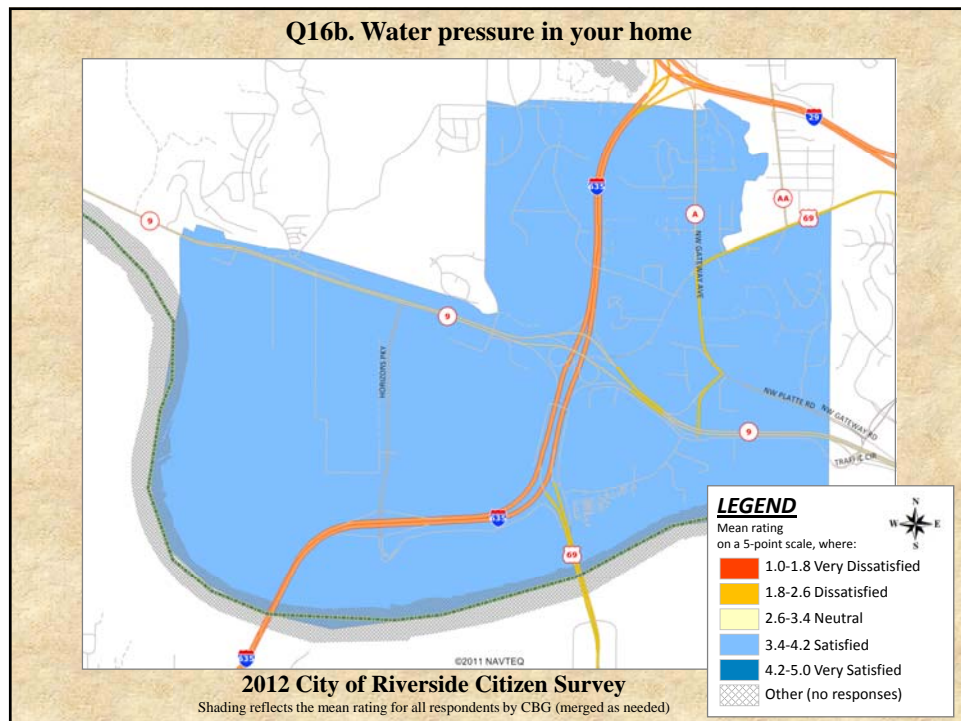 Q16b. Water pressure in your home
29
635
A
AA
69
9
NW GATEWAY AVE
9
HORIZONS PKY
NW PLATTE RD
NW GATEWAY RD
9
TRAFFIC CIR
635
69
635
©2011 NAVTEQ
LEGEND
Mean rating
on a 5-point scale, where:
N
W E
S
1.0-1.8 Very Dissatisfied
1.8-2.6 Dissatisfied
2.6-3.4 Neutral
3.4-4.2 Satisfied
4.2-5.0 Very Satisfied
Other (no responses)
2012 City of Riverside Citizen Survey
Shading reflects the mean rating for all respondents by CBG (merged as needed)